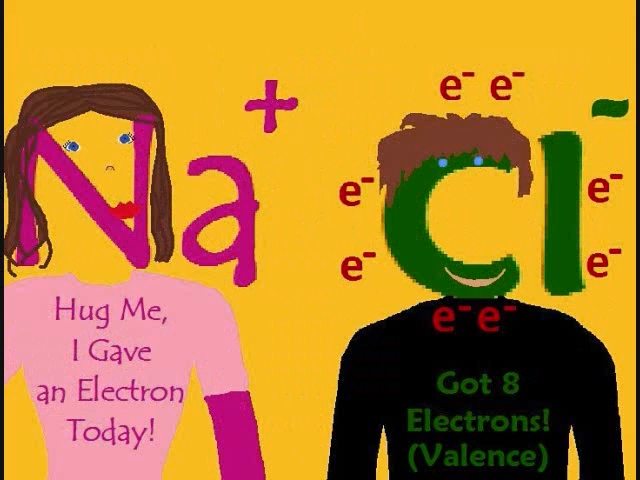 e- e-
Na+
e- Cl- e-
e- e-
e- e-
Hug Me,
I Gave
an Electron
Today!
Got 8
Electrons!
(Valence)